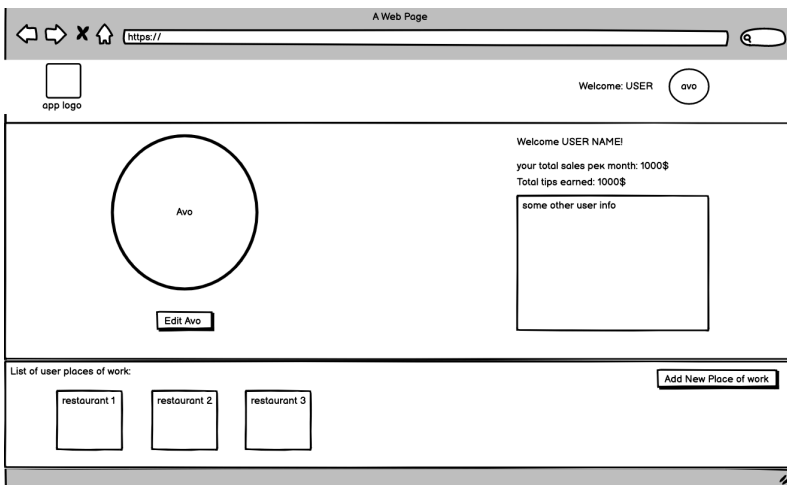 A Web Page
https://
app logo
Welcome: USER
avo
Avo
Edit Avo
Welcome USER NAME!
your total sales peк month: 1000$
Total tips earned: 1000$
some other user info
List of user places of work:
Add New Place of work
restaurant 1
restaurant 2
restaurant 3